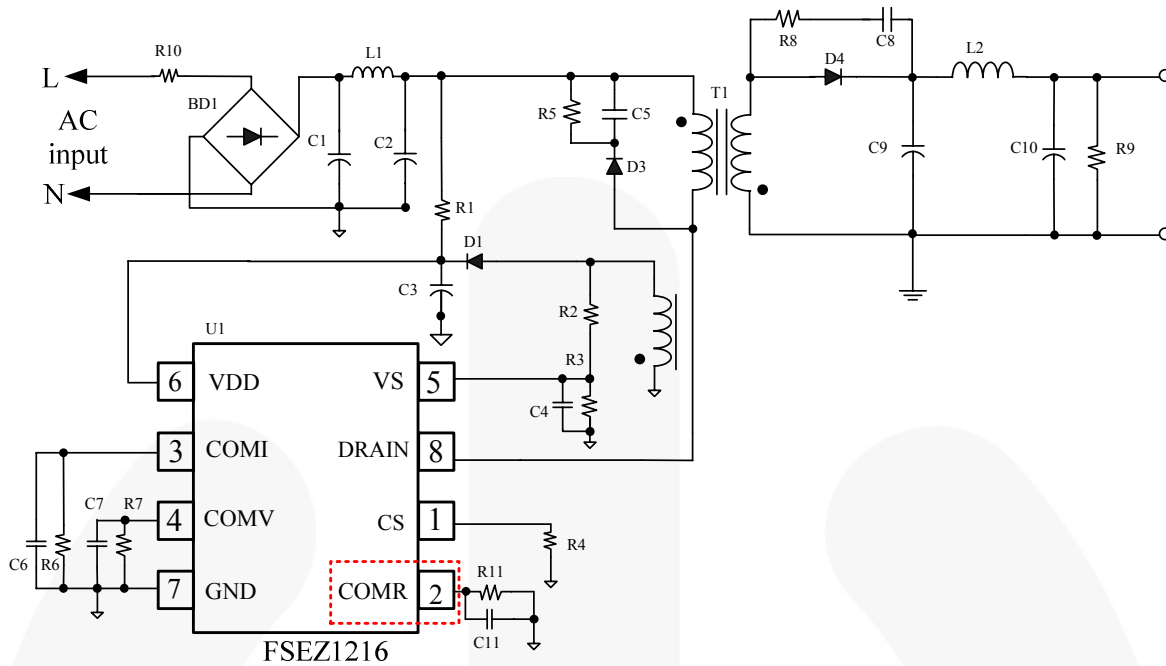 R10
L1
L
BD1
AC
input
N
C1
C2
R5
C5
D3
T1
R8
C8
D4
L2
C9
C10
R9
R1
D1
C3
R2
R3
C4
U1
6 VDD
VS 5
3 COMI
DRAIN 8
4 COMV
CS 1
7 GND
COMR 2
C6
R6
C7
R7
R4
R11
C11
FSEZ1216